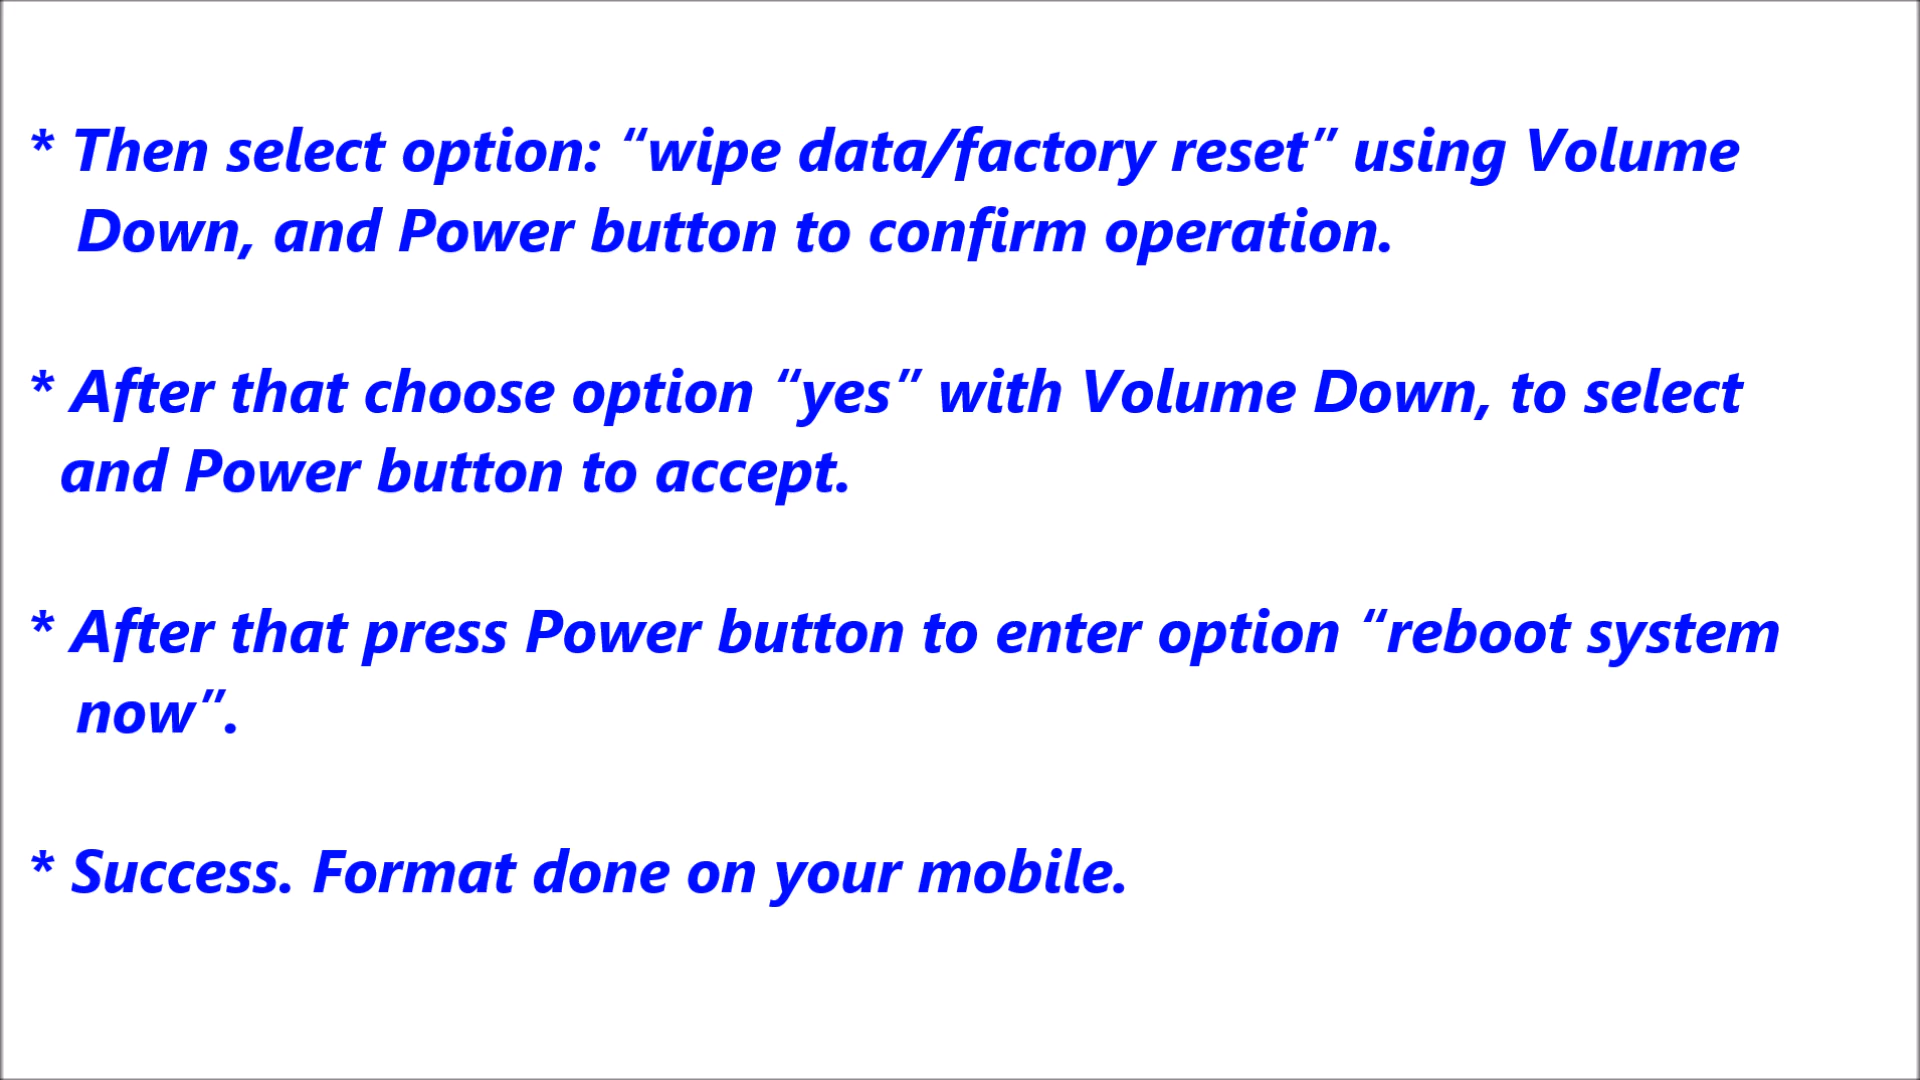 * Then select option: “wipe data/factory reset” using Volume
Down, and Power button to confirm operation.
* After that choose option “yes” with Volume Down, to select
and Power button to accept.
* After that press Power button to enter option “reboot system
now”.
* Success. Format done on your mobile.